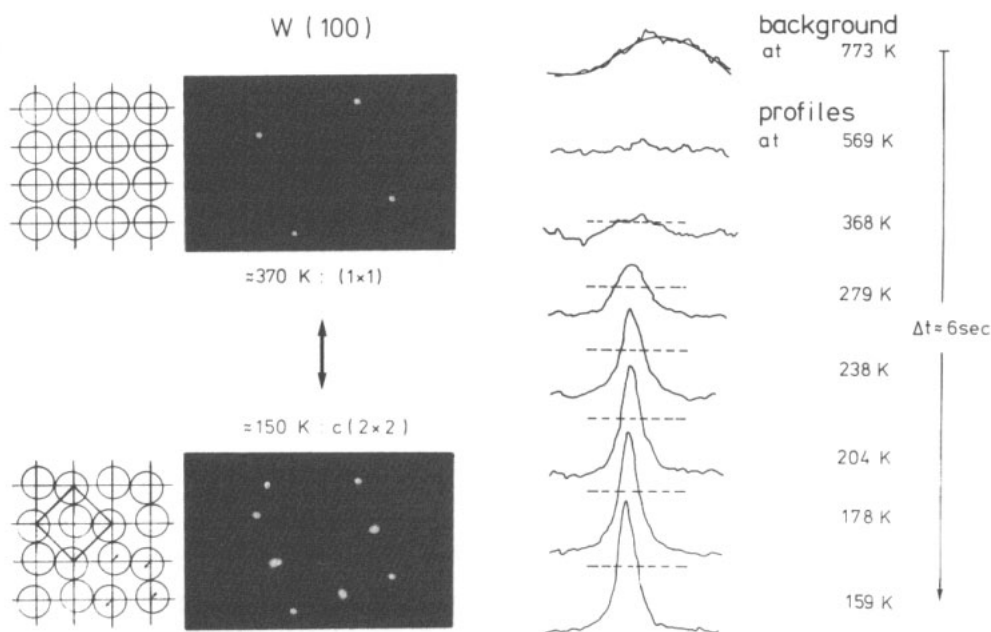 W (100)
≈370 K : (1×1)
≈150 K : c(2×2)
background
at 773 K
profiles
at 569 K
368 K
279 K
238 K
204 K
178 K
159 K
Δt≈6sec